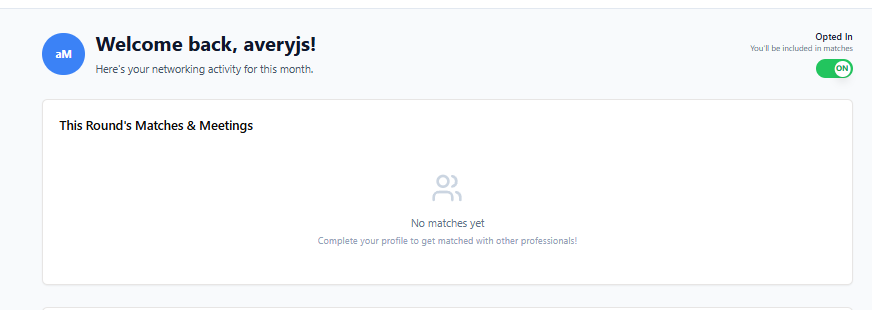 aM
Welcome back, averyjs!
Here's your networking activity for this month.
Opted In
You'll be included in matches
ON
This Round's Matches & Meetings
No matches yet
Complete your profile to get matched with other professionals!